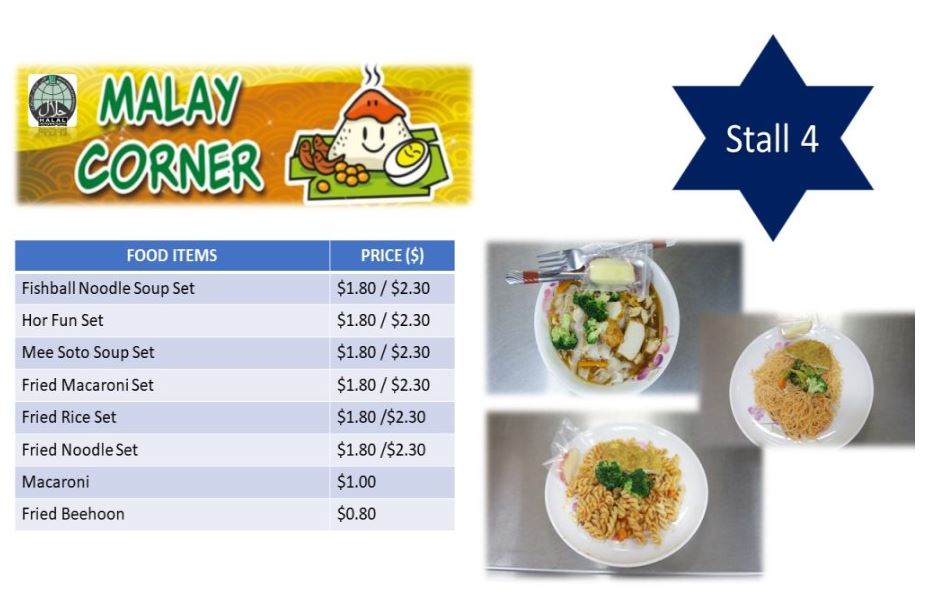 MALAY
CORNER
حلال
HALAL
Stall 4
FOOD ITEMS PRICE ($)
Fishball Noodle Soup Set $1.80 / $2.30
Hor Fun Set $1.80 / $2.30
Mee Soto Soup Set $1.80 / $2.30
Fried Macaroni Set $1.80 / $2.30
Fried Rice Set $1.80 /$2.30
Fried Noodle Set $1.80 /$2.30
Macaroni $1.00
Fried Beehoon $0.80